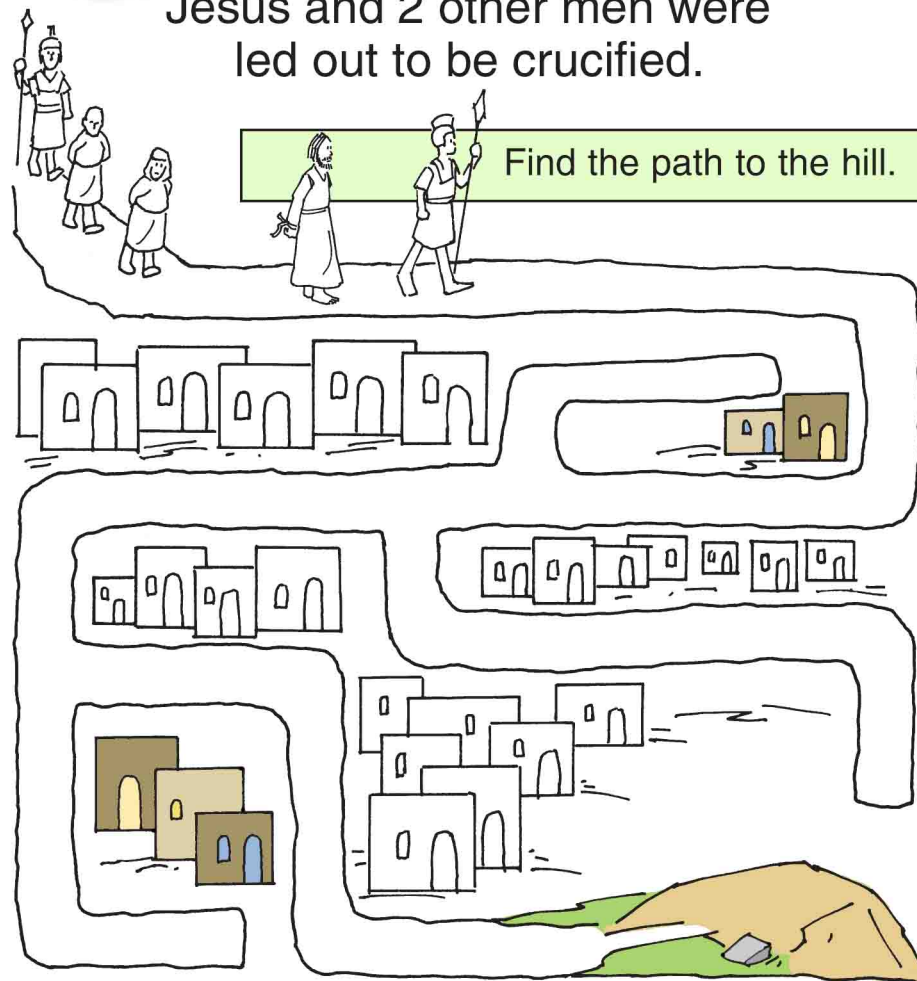 Jesus and 2 other men were
led out to be crucified.
Find the path to the hill.